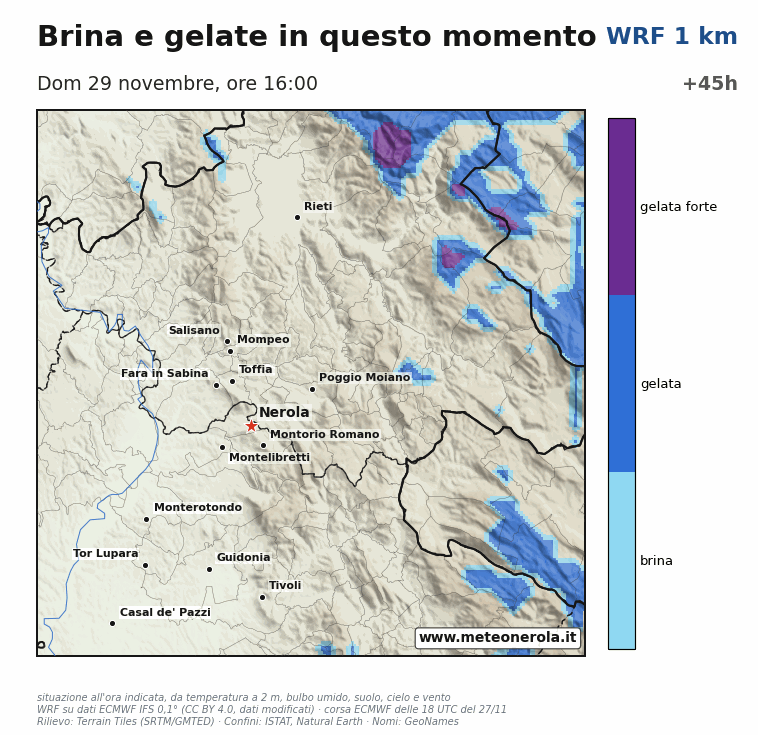 Brina e gelate in questo momento WRF 1 km
Dom 29 novembre, ore 16:00 +45h
Rieti
gelata forte
Salisano
Mompeo
Fara in Sabina Toffia
Poggio Moiano
gelata
Nerola
Montorio Romano
Montelibretti
Monterotondo
Tor Lupara Guidonia
brina
Tivoli
Casal de' Pazzi
www.meteonerola.it
situazione all'ora indicata, da temperatura a 2 m, bulbo umido, suolo, cielo e vento
WRF su dati ECMWF IFS 0,1° (CC BY 4.0, dati modificati) · corsa ECMWF delle 18 UTC del 27/11
Rilievo: Terrain Tiles (SRTM/GMTED) · Confini: ISTAT, Natural Earth · Nomi: GeoNames